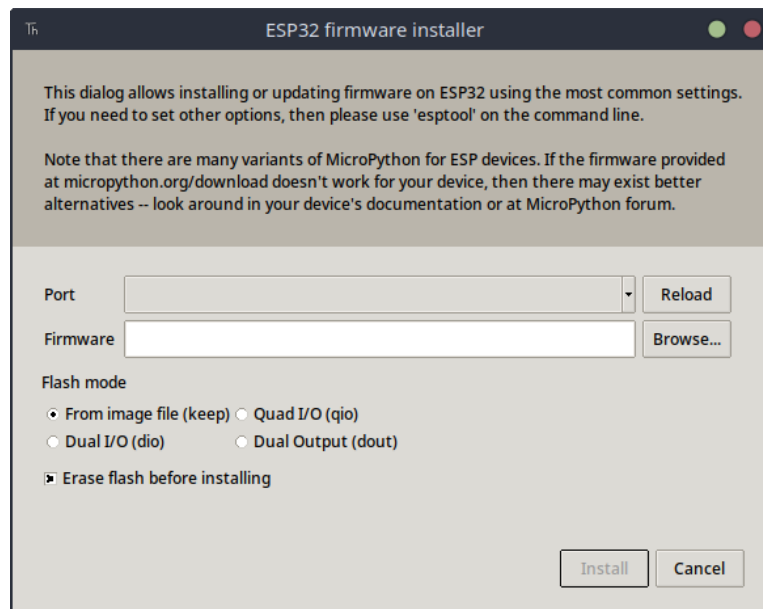 Th ESP32 firmware installer
This dialog allows installing or updating firmware on ESP32 using the most common settings.
If you need to set other options, then please use 'esptool' on the command line.
Note that there are many variants of MicroPython for ESP devices. If the firmware provided
at micropython.org/download doesn't work for your device, then there may exist better
alternatives -- look around in your device's documentation or at MicroPython forum.
Port Reload
Firmware Browse...
Flash mode
From image file (keep) Quad I/O (qio)
Dual I/O (dio) Dual Output (dout)
Erase flash before installing
Install Cancel